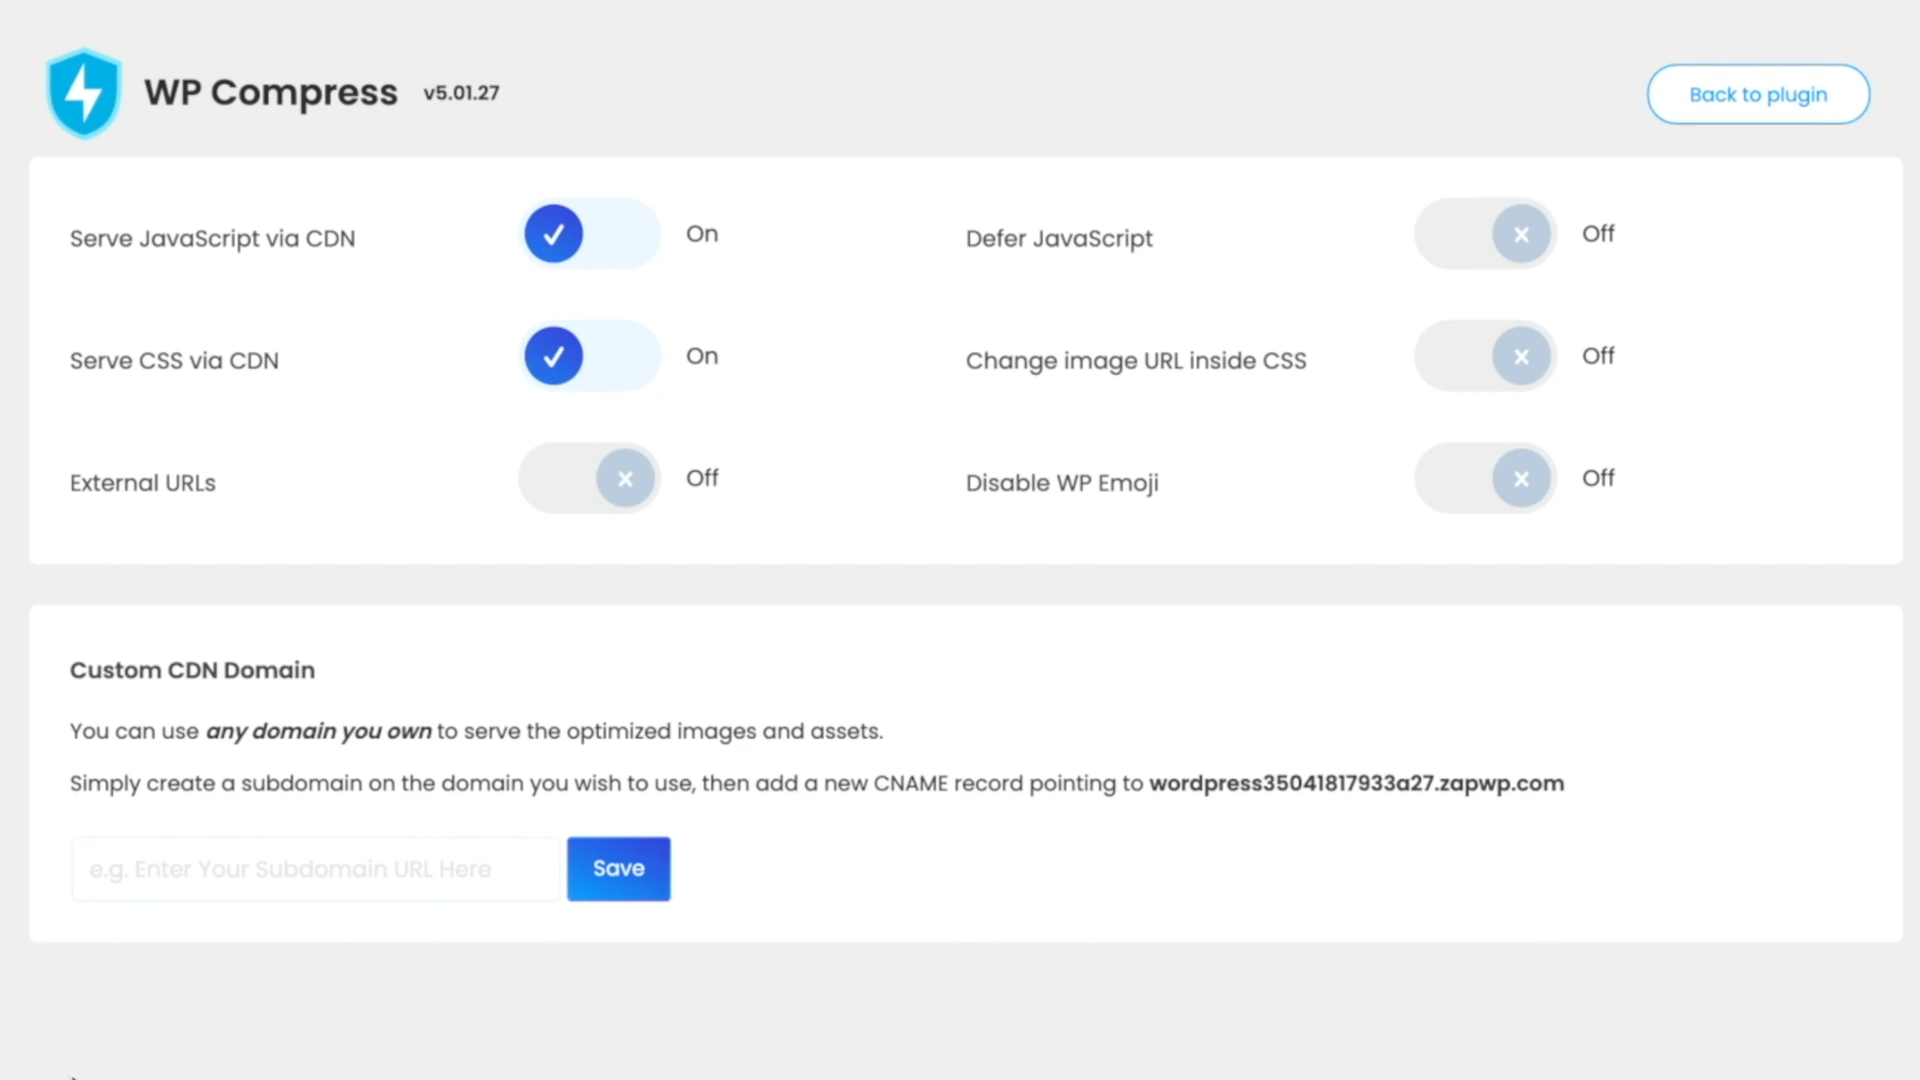 WP Compress v5.01.27
Back to plugin
Serve JavaScript via CDN On Defer JavaScript Off
Serve CSS via CDN On Change image URL inside CSS Off
External URLs Off Disable WP Emoji Off
Custom CDN Domain
You can use any domain you own to serve the optimized images and assets.
Simply create a subdomain on the domain you wish to use, then add a new CNAME record pointing to wordpress35041817933a27.zapwp.com
e.g. Enter Your Subdomain URL Here Save